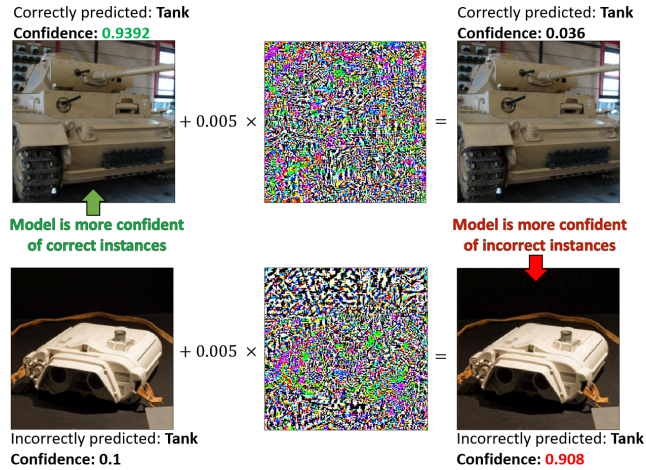 Correctly predicted: Tank
Confidence: 0.9392
Correctly predicted: Tank
Confidence: 0.036
+ 0.005 ×
=
Model is more confident
of correct instances
Model is more confident
of incorrect instances
+ 0.005 ×
=
Incorrectly predicted: Tank
Confidence: 0.1
Incorrectly predicted: Tank
Confidence: 0.908